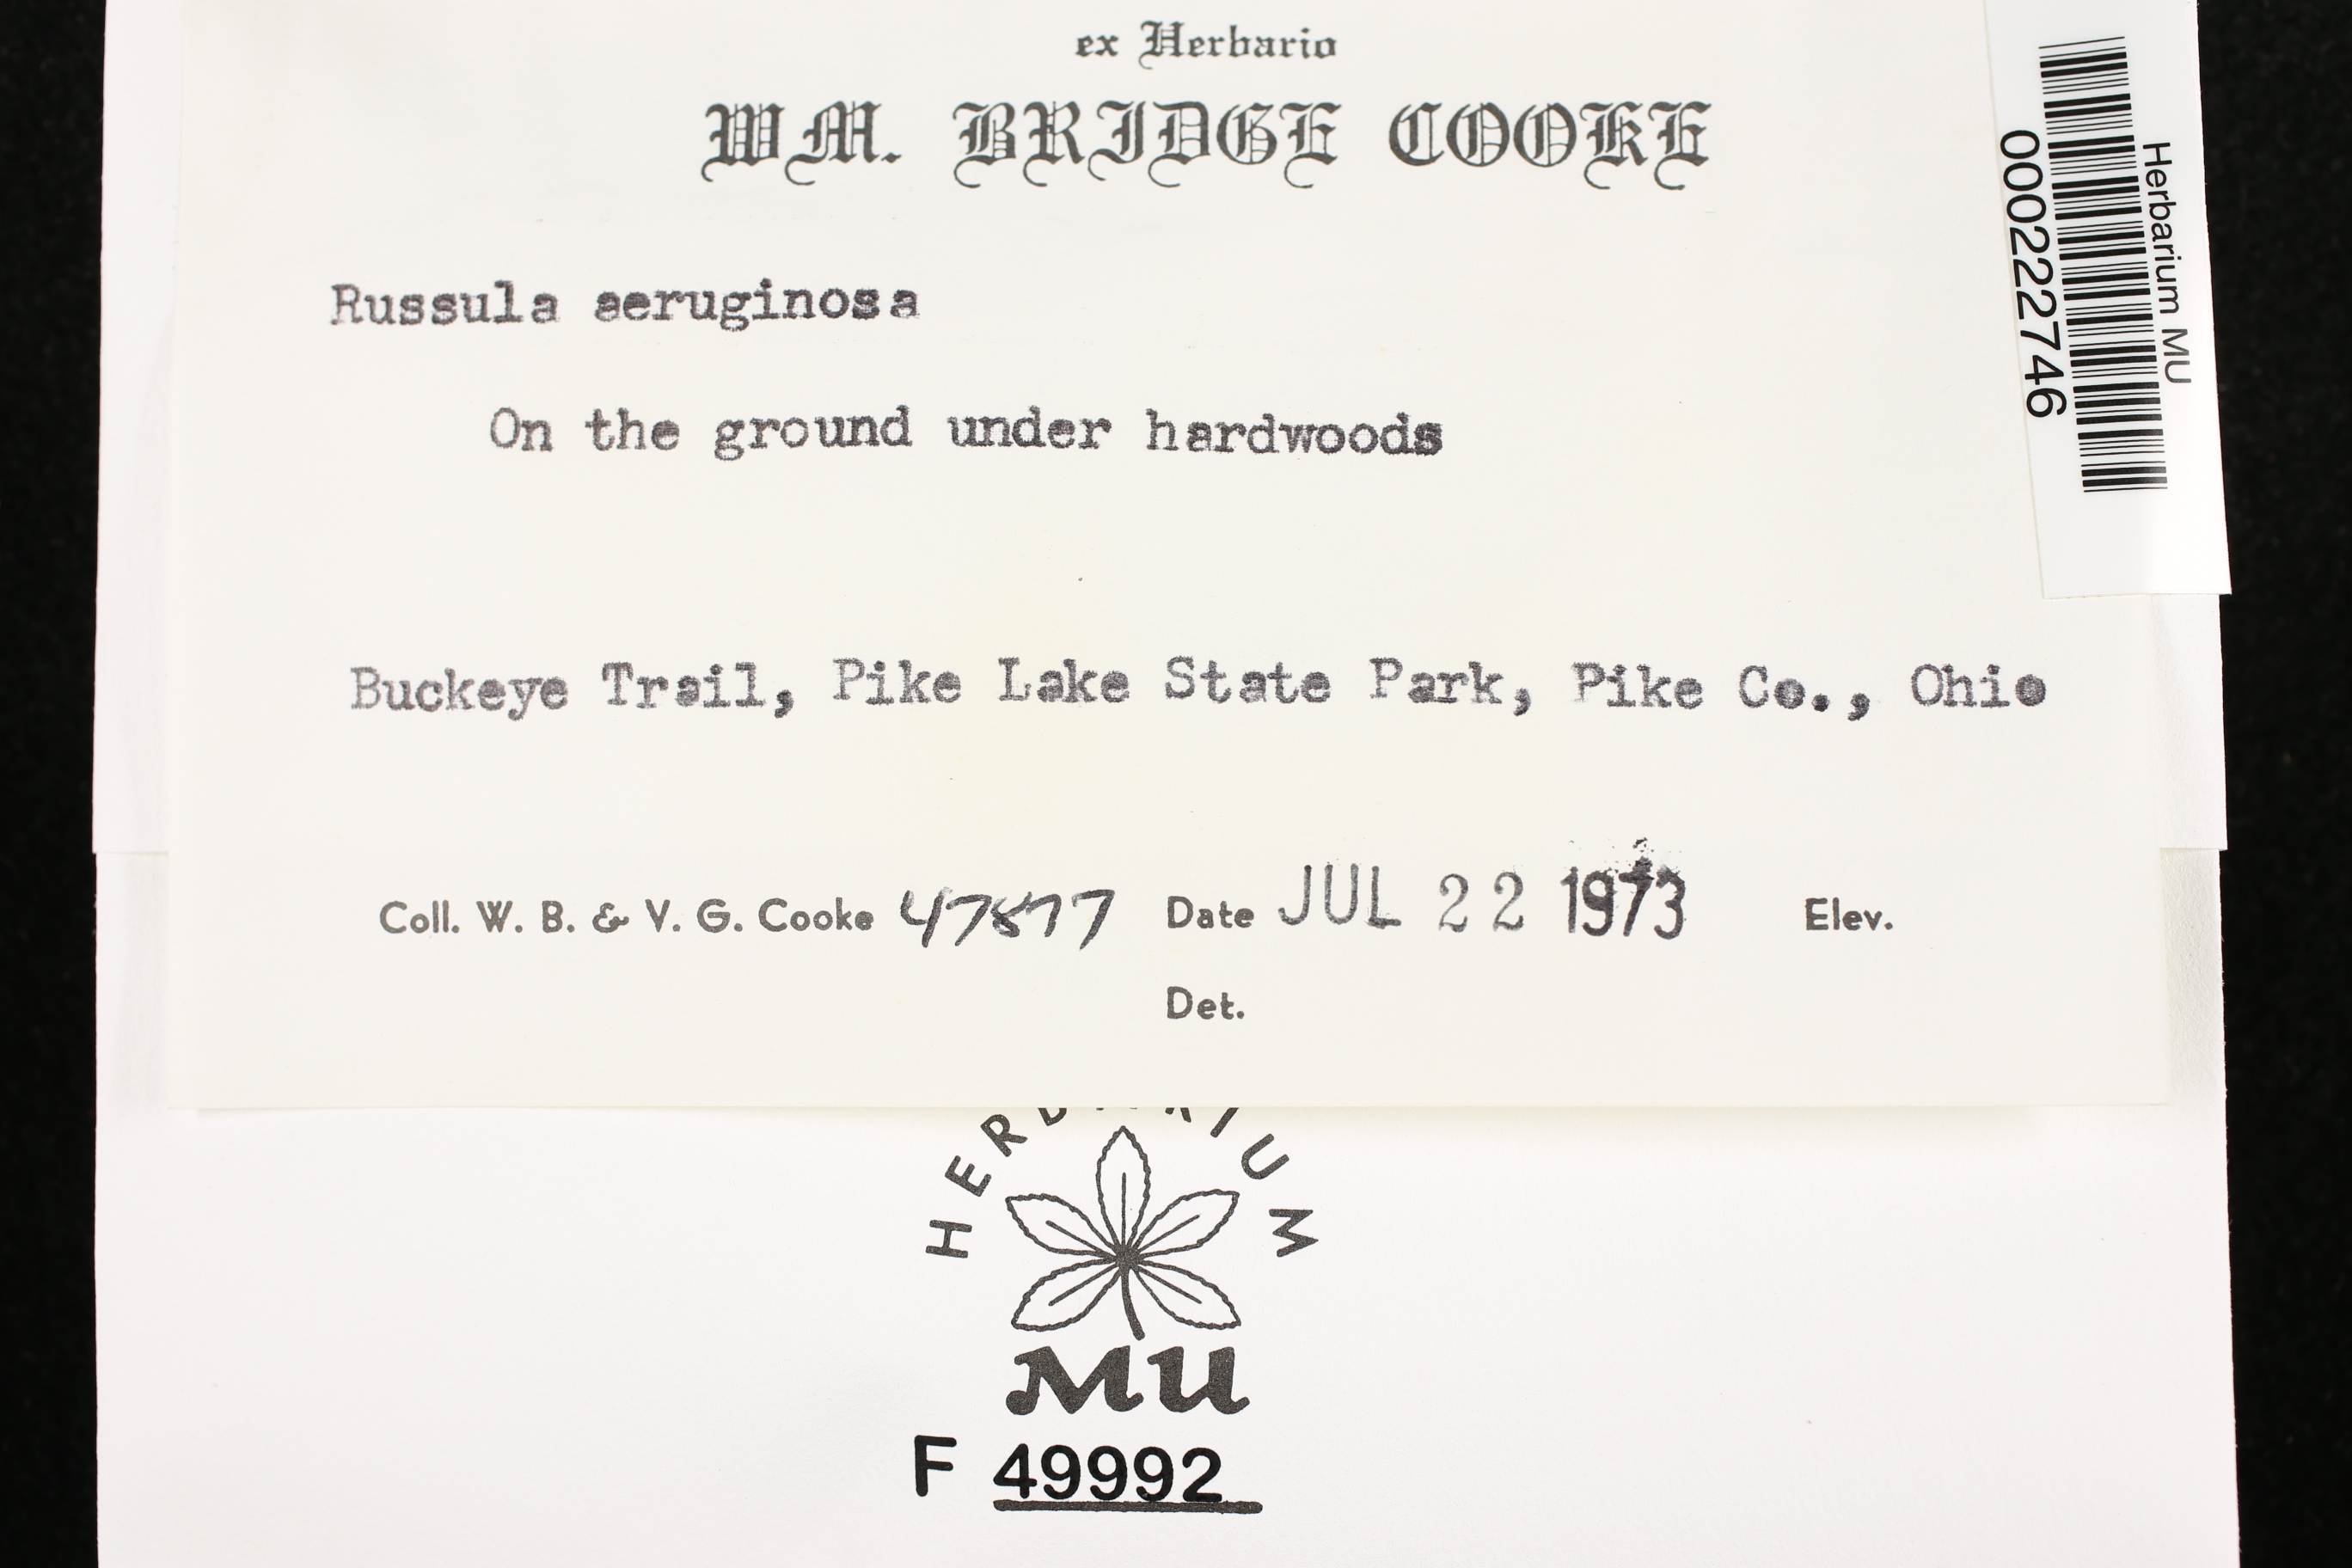 ex Herbario
WM. BRIDGE COOKE
Russula aeruginosa
On the ground under hardwoods
Buckeye Trail, Pike Lake State Park, Pike Co., Ohio
Coll. W. B. & V. G. Cooke 47877 Date JUL 22 1973 Elev.
Det.
Herbarium MU
000222746
HERBARIUM
MU
F 49992